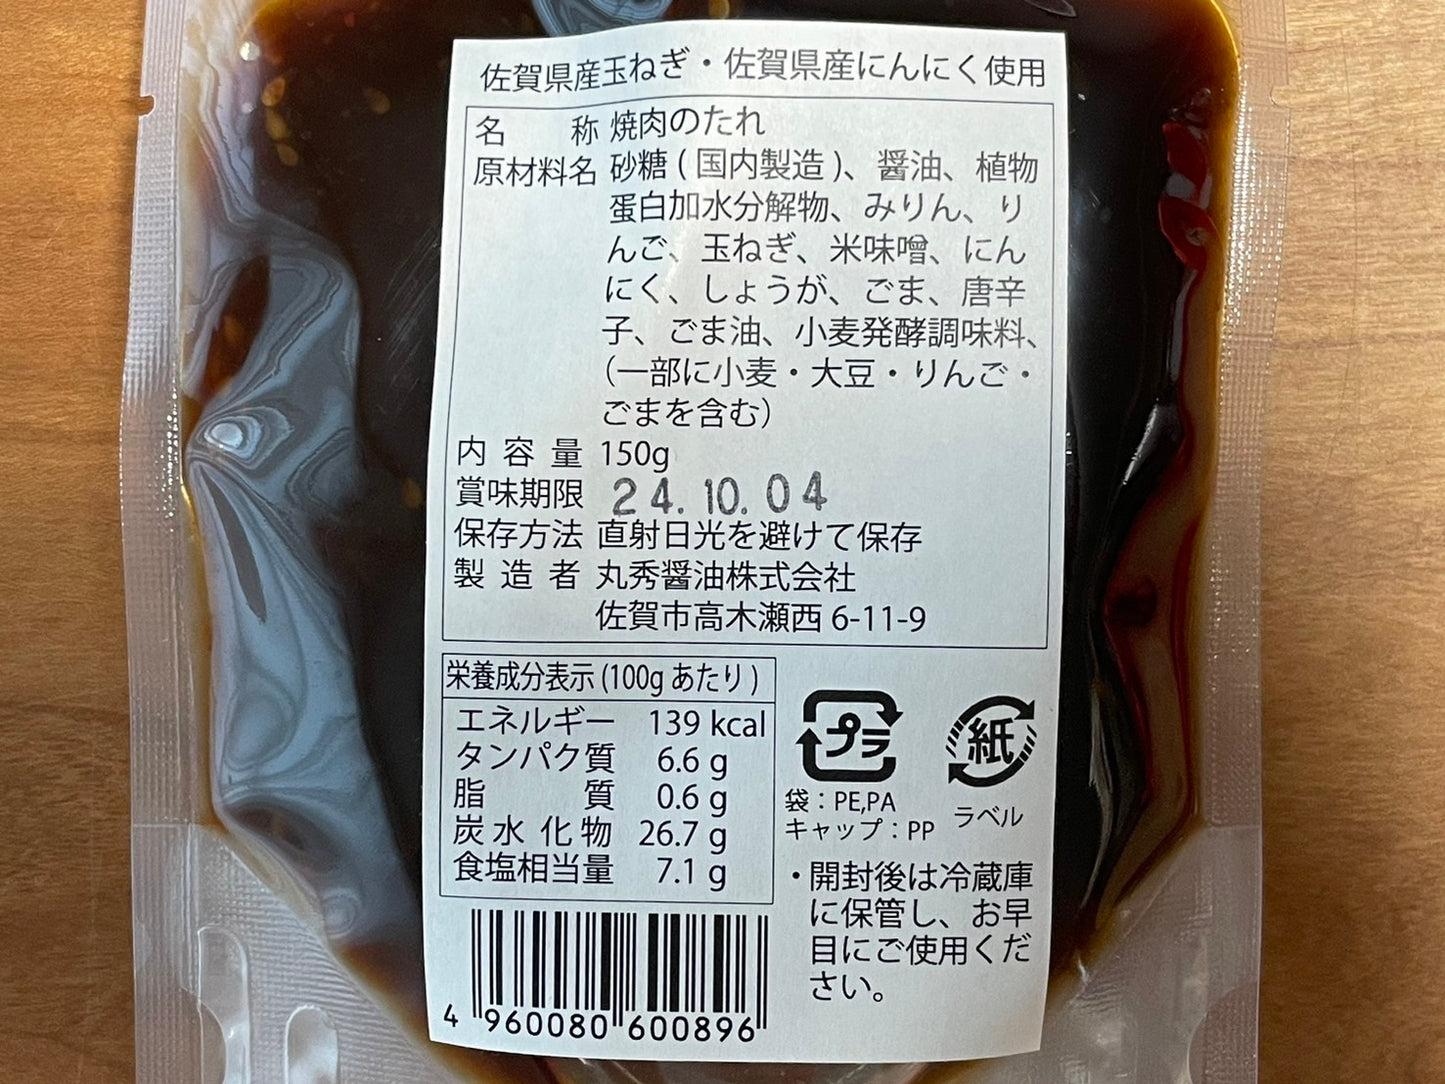 佐賀県産玉ねぎ・佐賀県産にんにく使用
名称 焼肉のたれ
原材料名 砂糖(国内製造)、醤油、植物
蛋白加水分解物、みりん、り
んご、玉ねぎ、米味噌、にん
にく、しょうが、ごま、唐辛
子、ごま油、小麦発酵調味料、
(一部に小麦・大豆・りんご・
ごまを含む)
内容量 150g
賞味期限 24.10.04
保存方法 直射日光を避けて保存
製造者 丸秀醤油株式会社
佐賀市高木瀬西6-11-9
栄養成分表示(100gあたり)
エネルギー 139 kcal
タンパク質 6.6 g
脂質 0.6 g
炭水化物 26.7 g
食塩相当量 7.1 g
プラ
袋:PE,PA
キャップ:PP
紙
ラベル
・開封後は冷蔵庫
に保管し、お早
目にご使用くだ
さい。
4 960080 600896